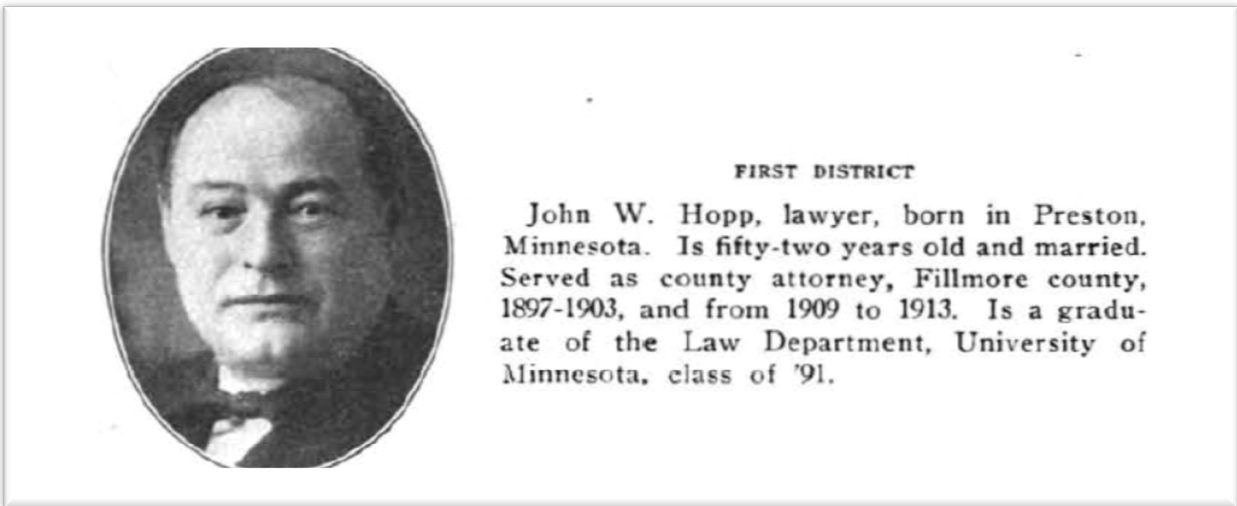 FIRST DISTRICT
John W. Hopp, lawyer, born in Preston,
Minnesota. Is fifty-two years old and married.
Served as county attorney, Fillmore county,
1897-1903, and from 1909 to 1913. Is a gradu-
ate of the Law Department, University of
Minnesota, class of '91.